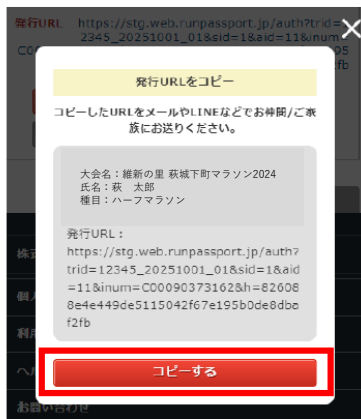 発行URL https://stg.web.runpassport.jp/auth?trid=
12345_20251001_01&sid=1&aid=11&inum=
発行URLをコピー
コピーしたURLをメールやLINEなどでお仲間/ご家
族にお送りください。
大会名：維新の里 萩城下町マラソン2024
氏名：萩　太郎
種目：ハーフマラソン
発行URL：
https://stg.web.runpassport.jp/auth?
trid=12345_20251001_01&sid=1&aid
=11&inum=C00090373162&h=82608
8e4e449de5115042f67e195b0de8dba
f2fb
コピーする
お問い合わせ